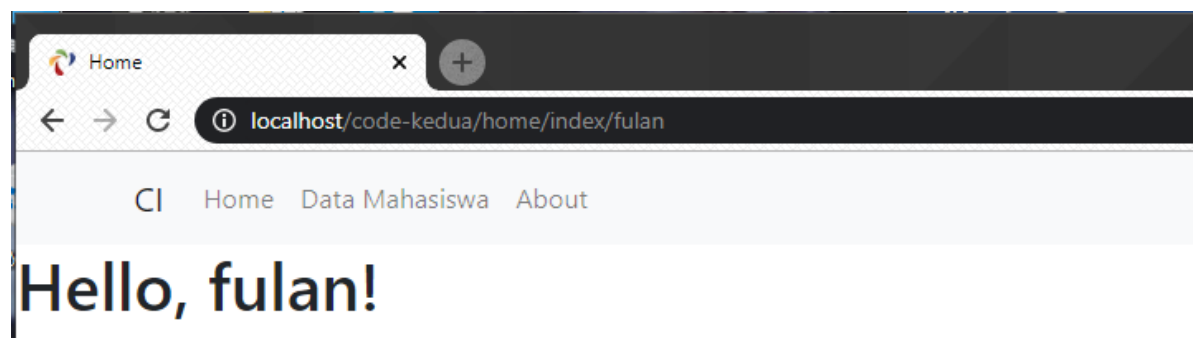 Home
localhost/code-kedua/home/index/fulan
CI Home Data Mahasiswa About
Hello, fulan!